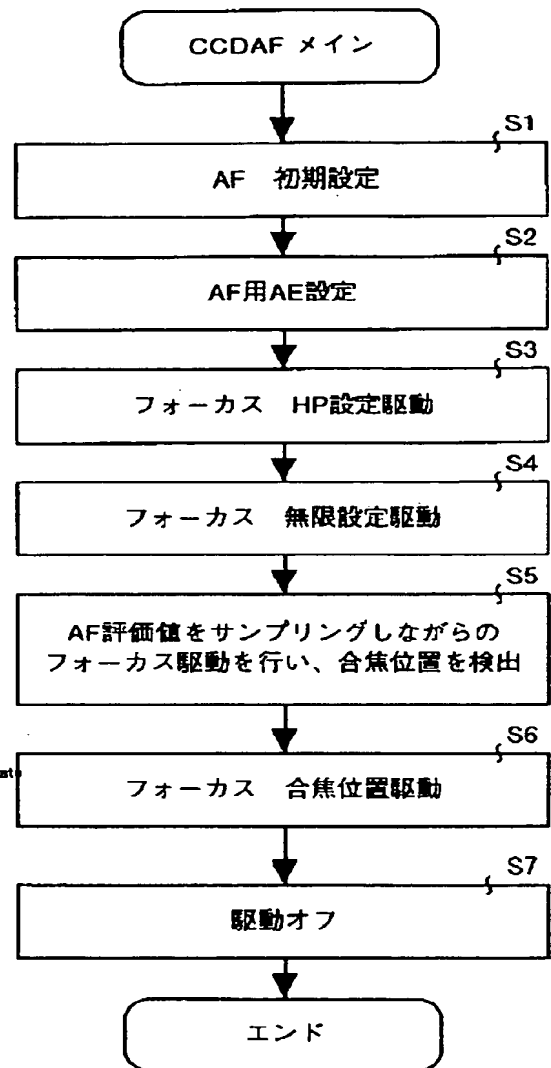 CCDAF メイン
S1
AF 初期設定
S2
AF用AE設定
S3
フォーカス HP設定駆動
S4
フォーカス 無限設定駆動
S5
AF評価値をサンプリングしながらの
フォーカス駆動を行い、合焦位置を検出
S6
フォーカス 合焦位置駆動
S7
駆動オフ
エンド